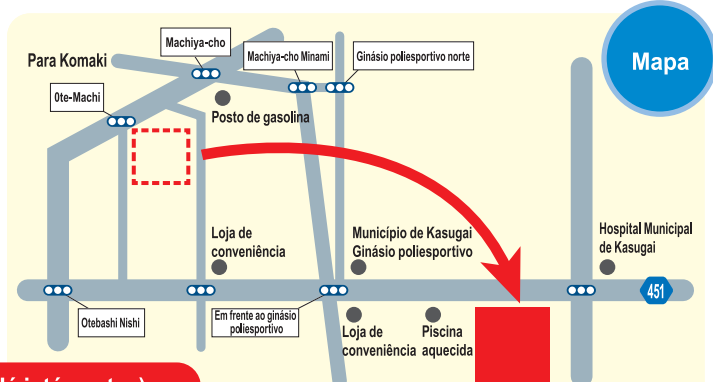 Mapa
Machiya-cho
Para Komaki
Machiya-cho Minami
Ginásio poliesportivo norte
Ote-Machi
Posto de gasolina
Loja de
conveniência
Município de Kasugai
Ginásio poliesportivo
Hospital Municipal
de Kasugai
451
Otebashi Nishi
Em frente ao ginásio
poliesportivo
Loja de
conveniência
Piscina
aquecida